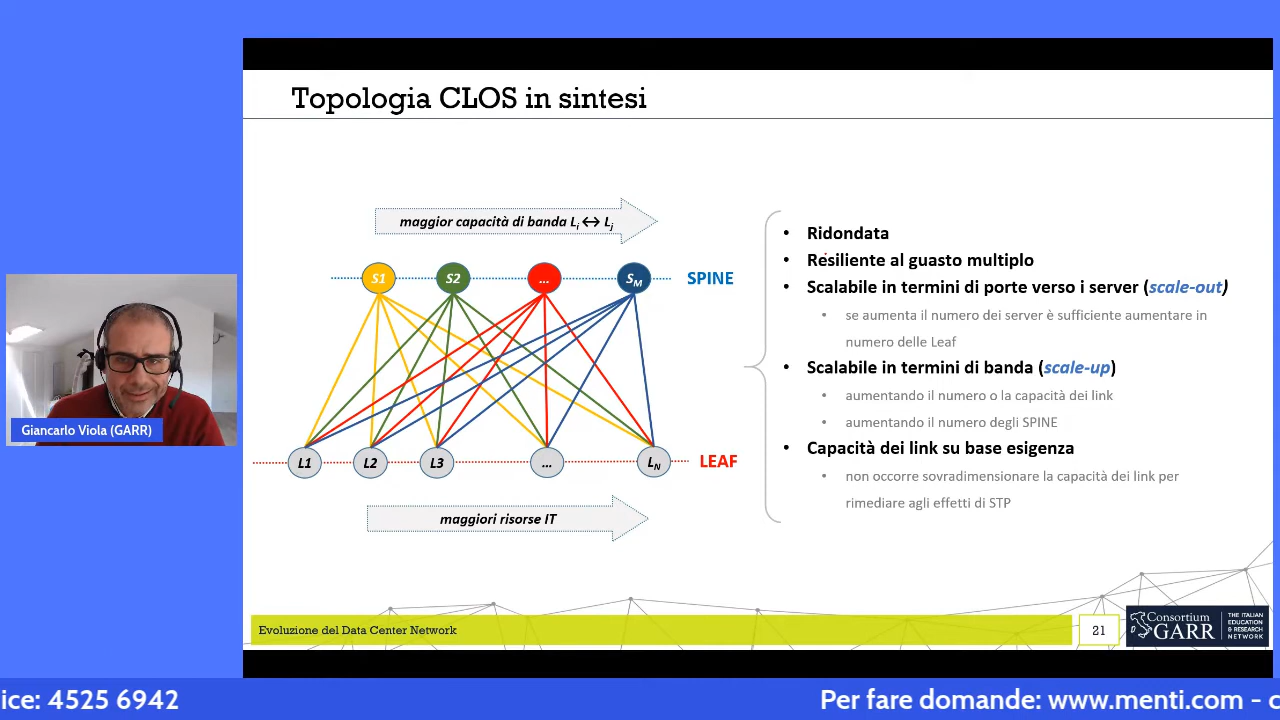 Topologia CLOS in sintesi
maggior capacità di banda Li ↔ Lj
S1
S2
...
SM
SPINE
L1
L2
L3
...
LN
LEAF
maggiori risorse IT
• Ridondata
• Resiliente al guasto multiplo
• Scalabile in termini di porte verso i server (scale-out)
• se aumenta il numero dei server è sufficiente aumentare in
numero delle Leaf
• Scalabile in termini di banda (scale-up)
• aumentando il numero o la capacità dei link
• aumentando il numero degli SPINE
• Capacità dei link su base esigenza
• non occorre sovradimensionare la capacità dei link per
rimediare agli effetti di STP
Giancarlo Viola (GARR)
Evoluzione del Data Center Network
21
Consortium
GARR
THE ITALIAN
EDUCATION
& RESEARCH
NETWORK
ice: 4525 6942
Per fare domande: www.menti.com - c